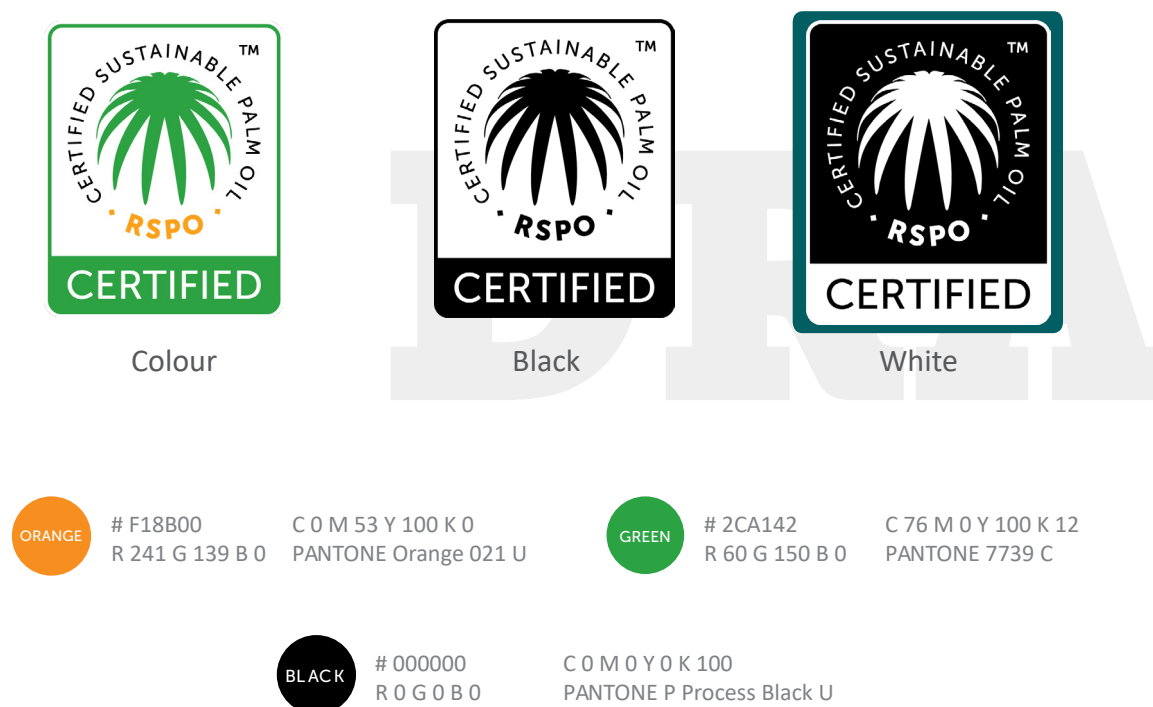 CERTIFIED SUSTAINABLE PALM OIL ™
· RSPO ·
CERTIFIED
Colour
CERTIFIED SUSTAINABLE PALM OIL ™
· RSPO ·
CERTIFIED
Black
CERTIFIED SUSTAINABLE PALM OIL ™
· RSPO ·
CERTIFIED
White
DRA
ORANGE
# F18B00
R 241 G 139 B 0
C 0 M 53 Y 100 K 0
PANTONE Orange 021 U
GREEN
# 2CA142
R 60 G 150 B 0
C 76 M 0 Y 100 K 12
PANTONE 7739 C
BLACK
# 000000
R 0 G 0 B 0
C 0 M 0 Y 0 K 100
PANTONE P Process Black U